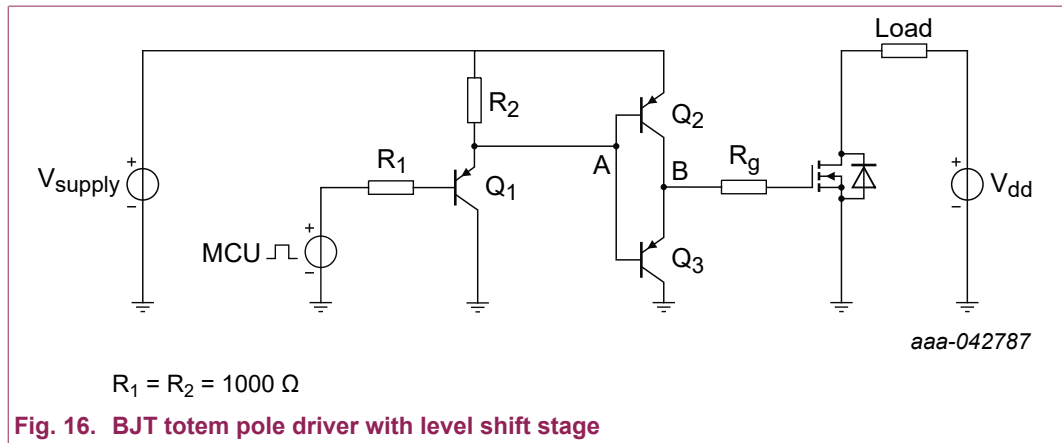 Load
R2
Q2
R1
A
B
Rg
Vsupply
+
-
Q1
Vdd
+
-
MCU
+
-
Q3
aaa-042787
R1 = R2 = 1000 Ω
Fig. 16. BJT totem pole driver with level shift stage